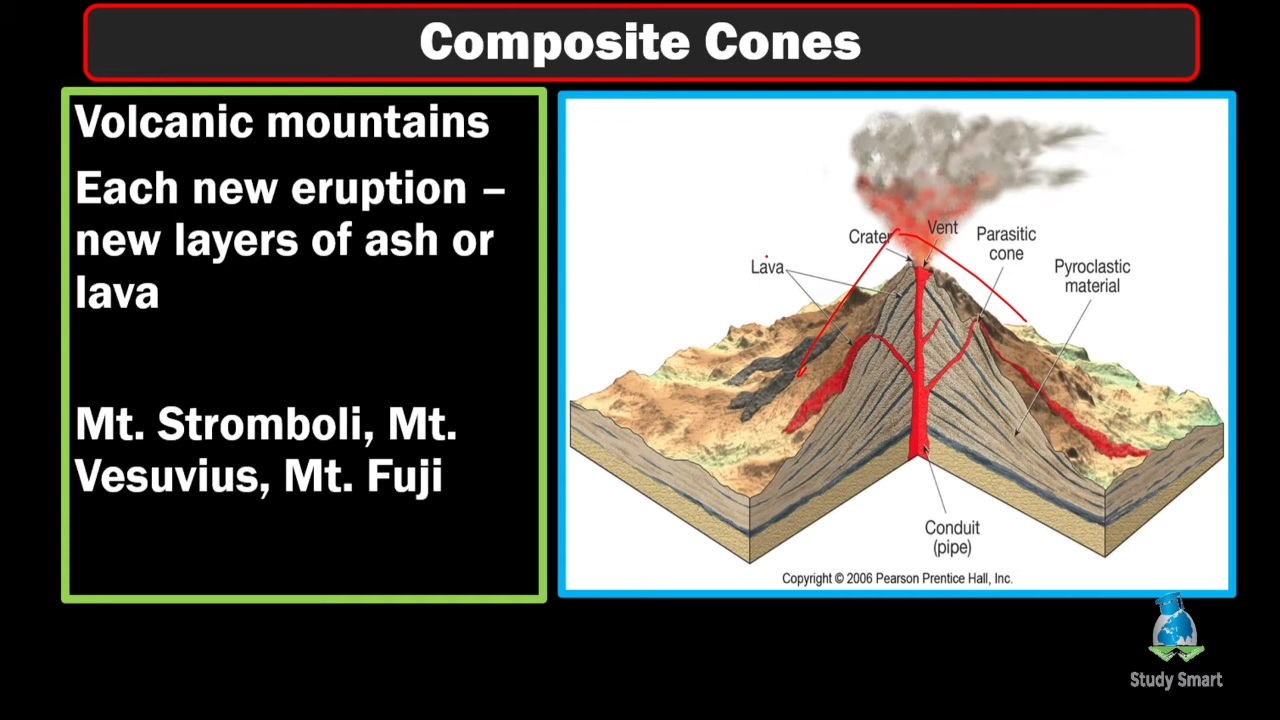 Composite Cones
Volcanic mountains
Each new eruption –
new layers of ash or
lava
Mt. Stromboli, Mt.
Vesuvius, Mt. Fuji
Crater
Vent
Parasitic
cone
Lava
Pyroclastic
material
Conduit
(pipe)
Copyright © 2006 Pearson Prentice Hall, Inc.
Study Smart